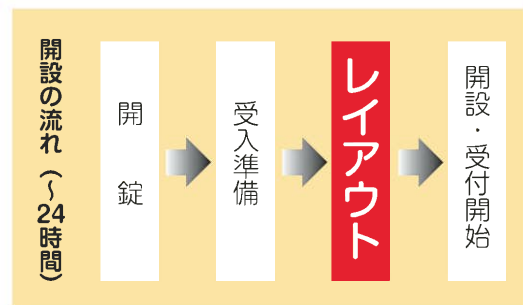 開設の流れ（～24時間）
開錠
受入準備
レイアウト
開設・受付開始